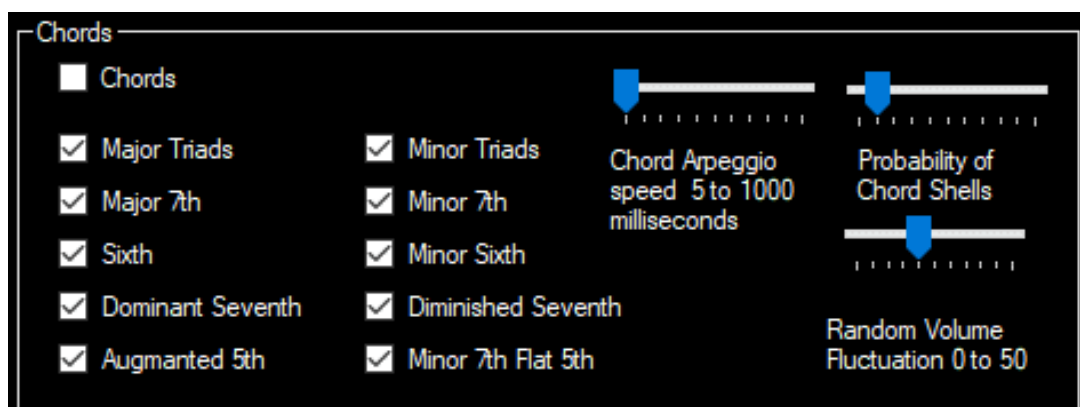 Chords
Chords
Major Triads
Minor Triads
Major 7th
Minor 7th
Sixth
Minor Sixth
Dominant Seventh
Diminished Seventh
Augmanted 5th
Minor 7th Flat 5th
Chord Arpeggio
speed 5 to 1000
milliseconds
Probability of
Chord Shells
Random Volume
Fluctuation 0 to 50